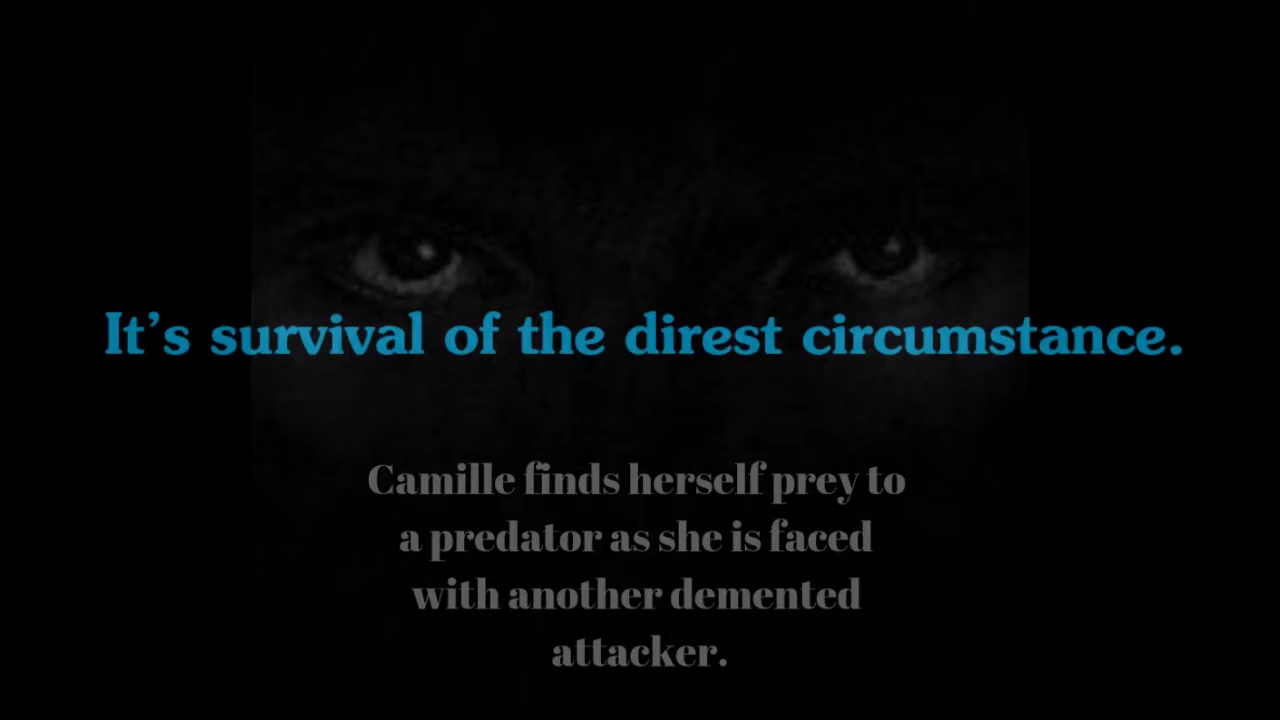 It’s survival of the direst circumstance.
Camille finds herself prey to
a predator as she is faced
with another demented
attacker.